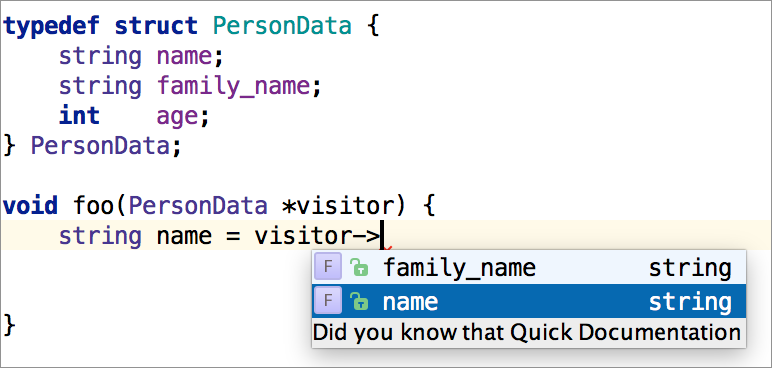 typedef struct PersonData {
    string name;
    string family_name;
    int    age;
} PersonData;
void foo(PersonData *visitor) {
    string name = visitor->
F family_name string
F name string
Did you know that Quick Documentation
}